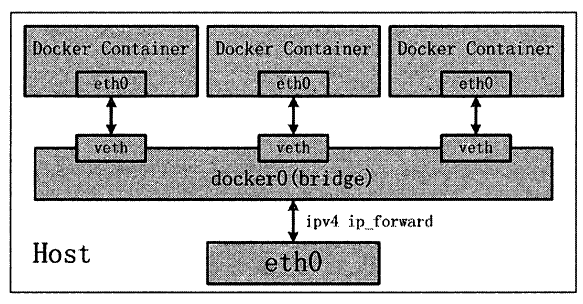 Docker Container Docker Container Docker Container
eth0 eth0 eth0
veth veth veth
docker0(bridge)
ipv4 ip_forward
Host
eth0